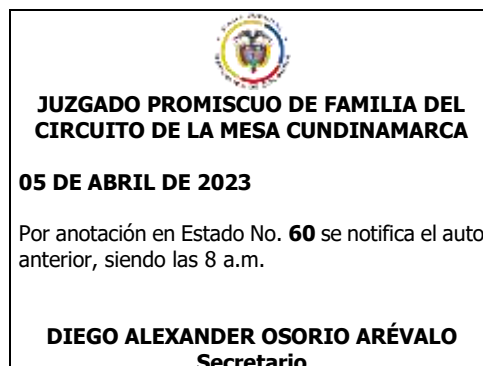 JUZGADO PROMISCUO DE FAMILIA DEL
CIRCUITO DE LA MESA CUNDINAMARCA
05 DE ABRIL DE 2023
Por anotación en Estado No. 60 se notifica el auto
anterior, siendo las 8 a.m.
DIEGO ALEXANDER OSORIO ARÉVALO
Secretario